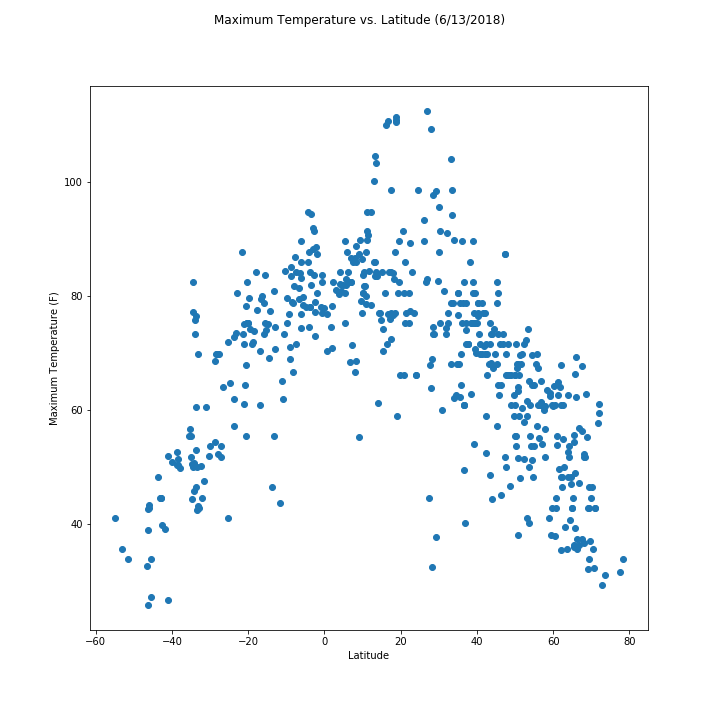 Maximum Temperature vs. Latitude (6/13/2018)
100
80
60
40
Maximum Temperature (F)
−60 −40 −20 0 20 40 60 80
Latitude